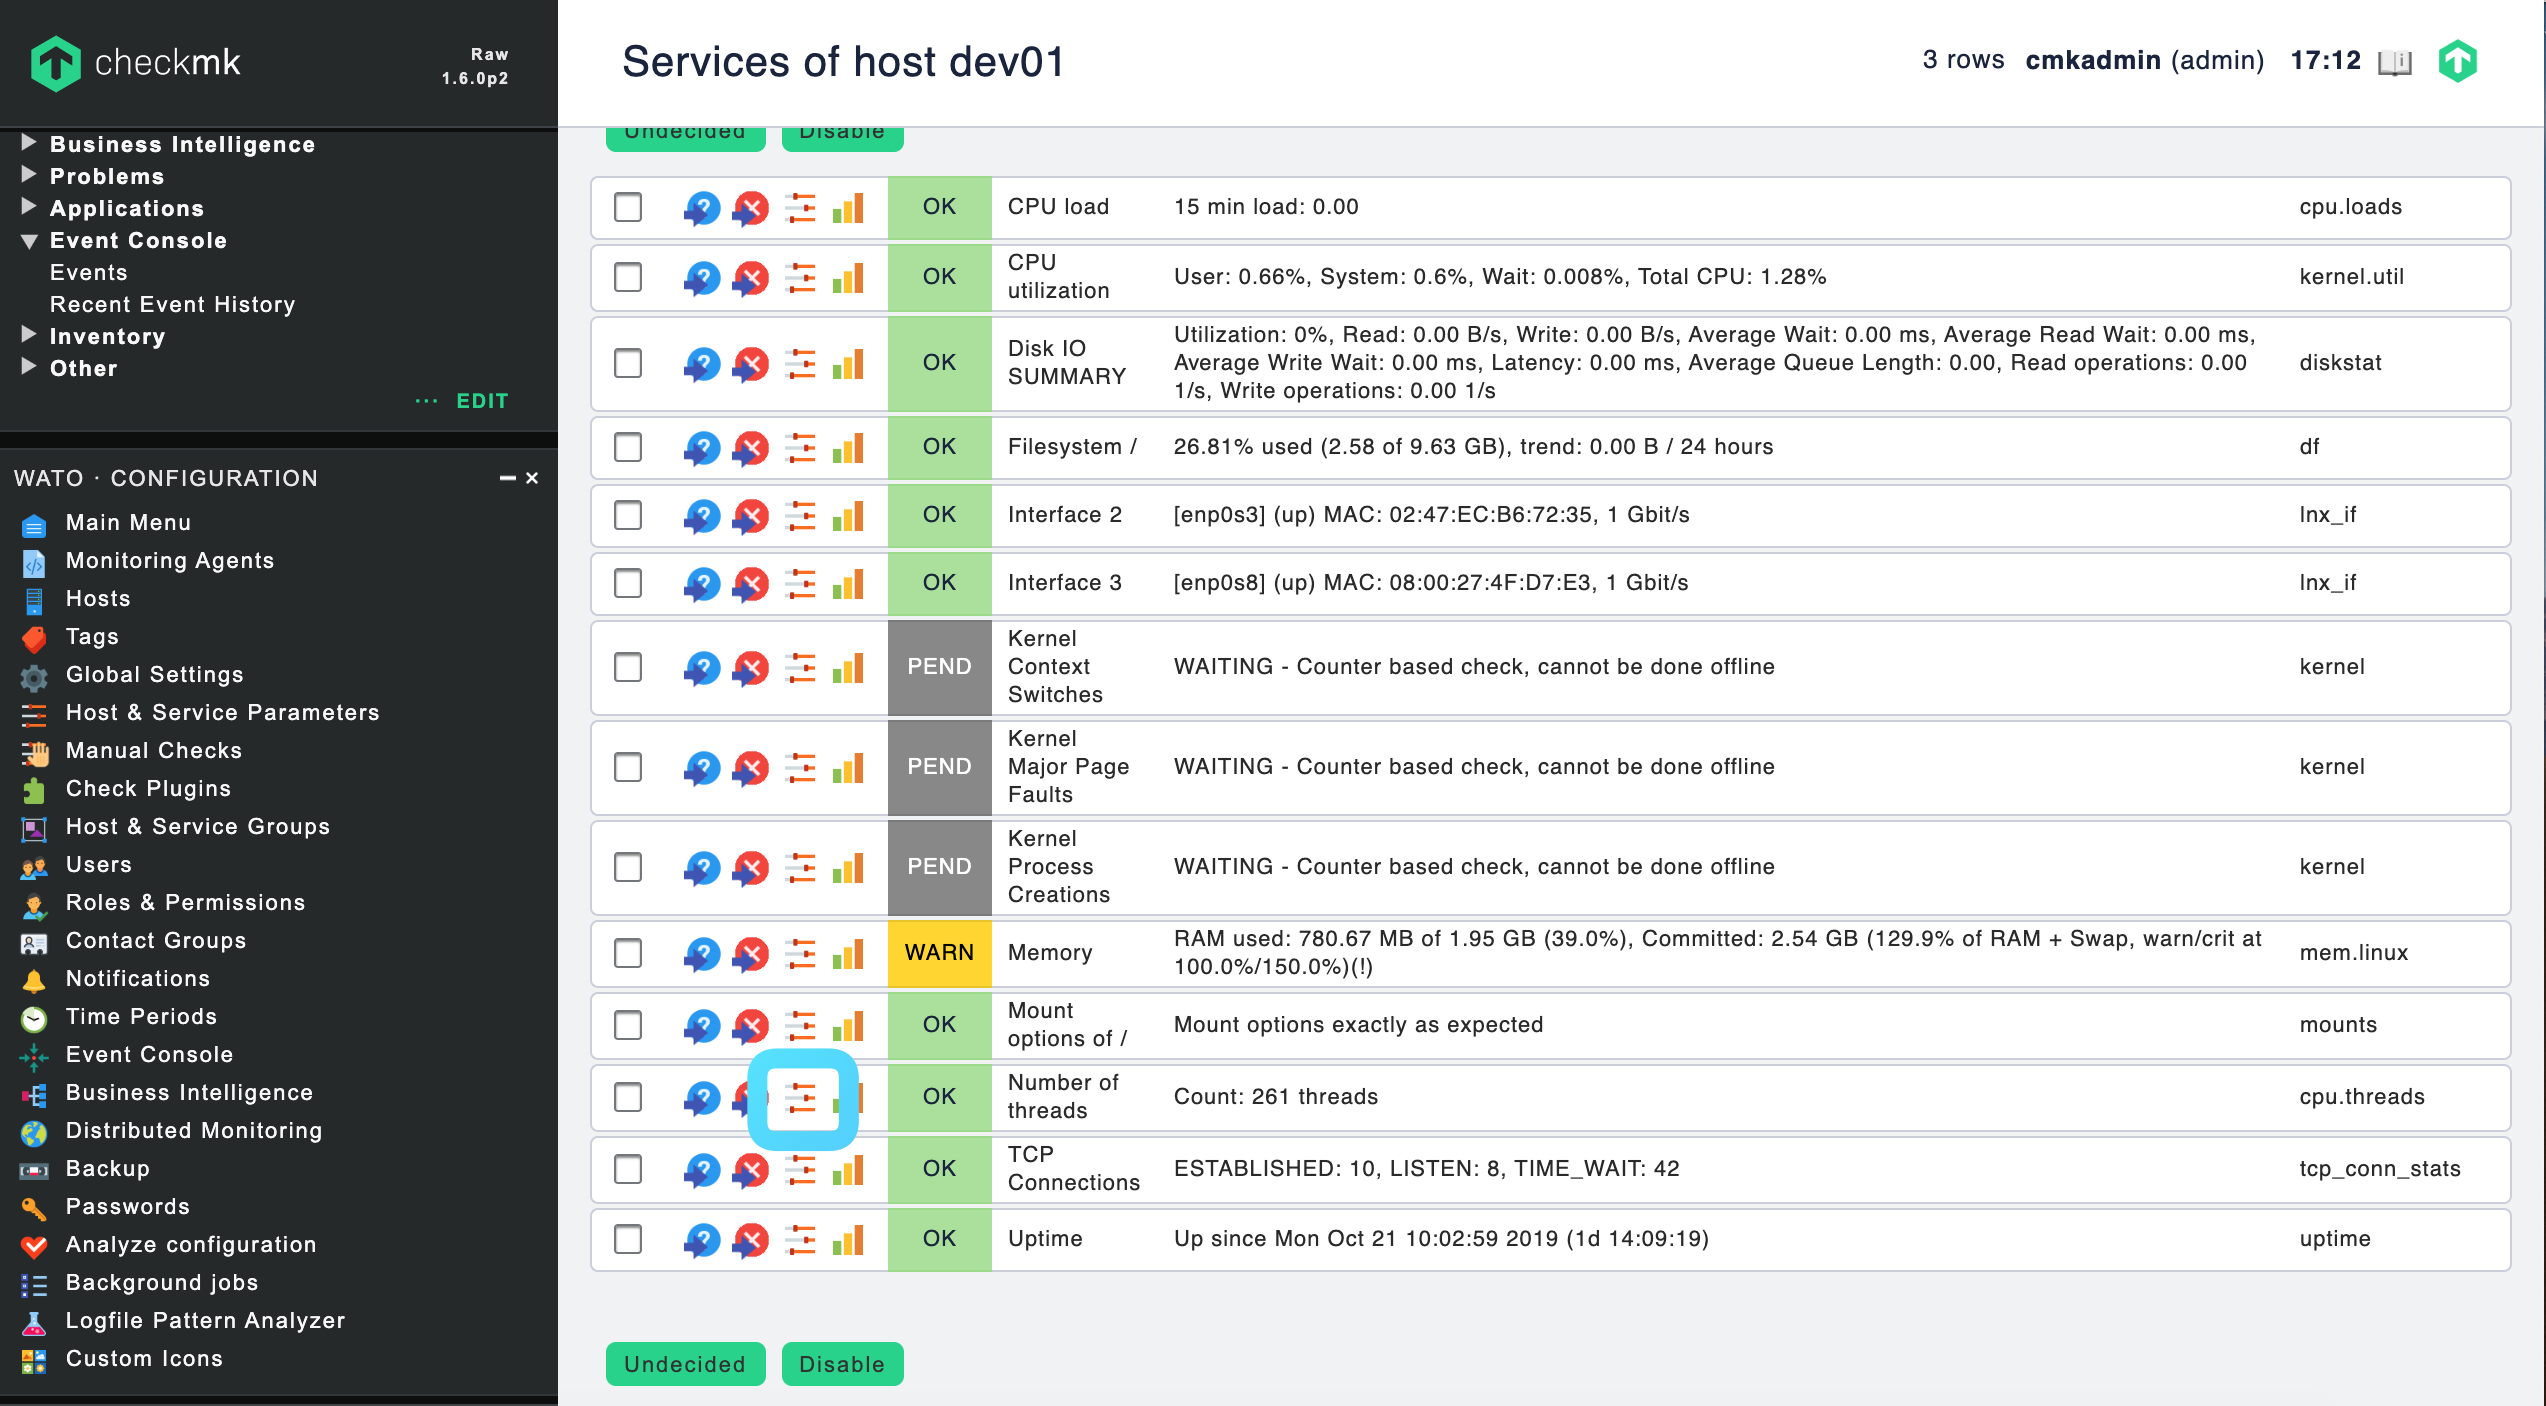 checkmk
Raw
1.6.0p2
Business Intelligence
Problems
Applications
Event Console
Events
Recent Event History
Inventory
Other
... EDIT
WATO · CONFIGURATION
Main Menu
Monitoring Agents
Hosts
Tags
Global Settings
Host & Service Parameters
Manual Checks
Check Plugins
Host & Service Groups
Users
Roles & Permissions
Contact Groups
Notifications
Time Periods
Event Console
Business Intelligence
Distributed Monitoring
Backup
Passwords
Analyze configuration
Background jobs
Logfile Pattern Analyzer
Custom Icons
Services of host dev01
3 rows cmkadmin (admin) 17:12
Undecided Disable
OK CPU load 15 min load: 0.00 cpu.loads
OK CPU
utilization User: 0.66%, System: 0.6%, Wait: 0.008%, Total CPU: 1.28% kernel.util
OK Disk IO
SUMMARY Utilization: 0%, Read: 0.00 B/s, Write: 0.00 B/s, Average Wait: 0.00 ms, Average Read Wait: 0.00 ms,
Average Write Wait: 0.00 ms, Latency: 0.00 ms, Average Queue Length: 0.00, Read operations: 0.00
1/s, Write operations: 0.00 1/s diskstat
OK Filesystem / 26.81% used (2.58 of 9.63 GB), trend: 0.00 B / 24 hours df
OK Interface 2 [enp0s3] (up) MAC: 02:47:EC:B6:72:35, 1 Gbit/s lnx_if
OK Interface 3 [enp0s8] (up) MAC: 08:00:27:4F:D7:E3, 1 Gbit/s lnx_if
PEND Kernel
Context
Switches WAITING - Counter based check, cannot be done offline kernel
PEND Kernel
Major Page
Faults WAITING - Counter based check, cannot be done offline kernel
PEND Kernel
Process
Creations WAITING - Counter based check, cannot be done offline kernel
WARN Memory RAM used: 780.67 MB of 1.95 GB (39.0%), Committed: 2.54 GB (129.9% of RAM + Swap, warn/crit at
100.0%/150.0%)(!) mem.linux
OK Mount
options of / Mount options exactly as expected mounts
OK Number of
threads Count: 261 threads cpu.threads
OK TCP
Connections ESTABLISHED: 10, LISTEN: 8, TIME_WAIT: 42 tcp_conn_stats
OK Uptime Up since Mon Oct 21 10:02:59 2019 (1d 14:09:19) uptime
Undecided Disable